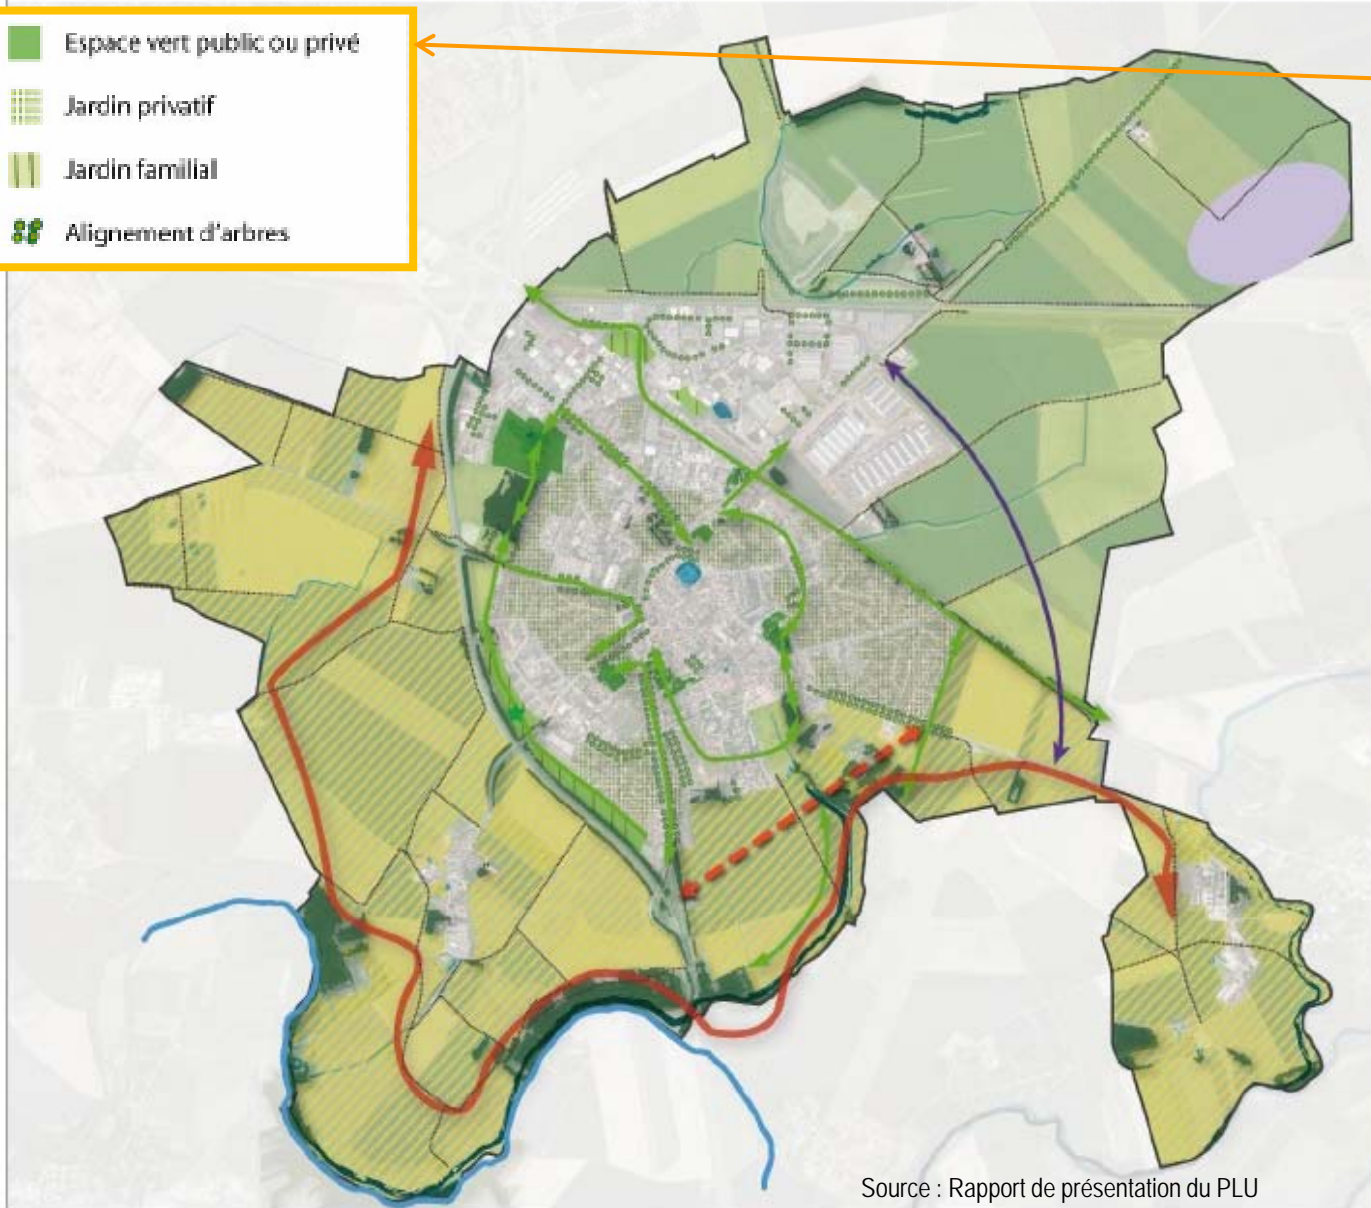 Espace vert public ou privé
Jardin privatif
Jardin familial
Alignement d'arbres
Source : Rapport de présentation du PLU